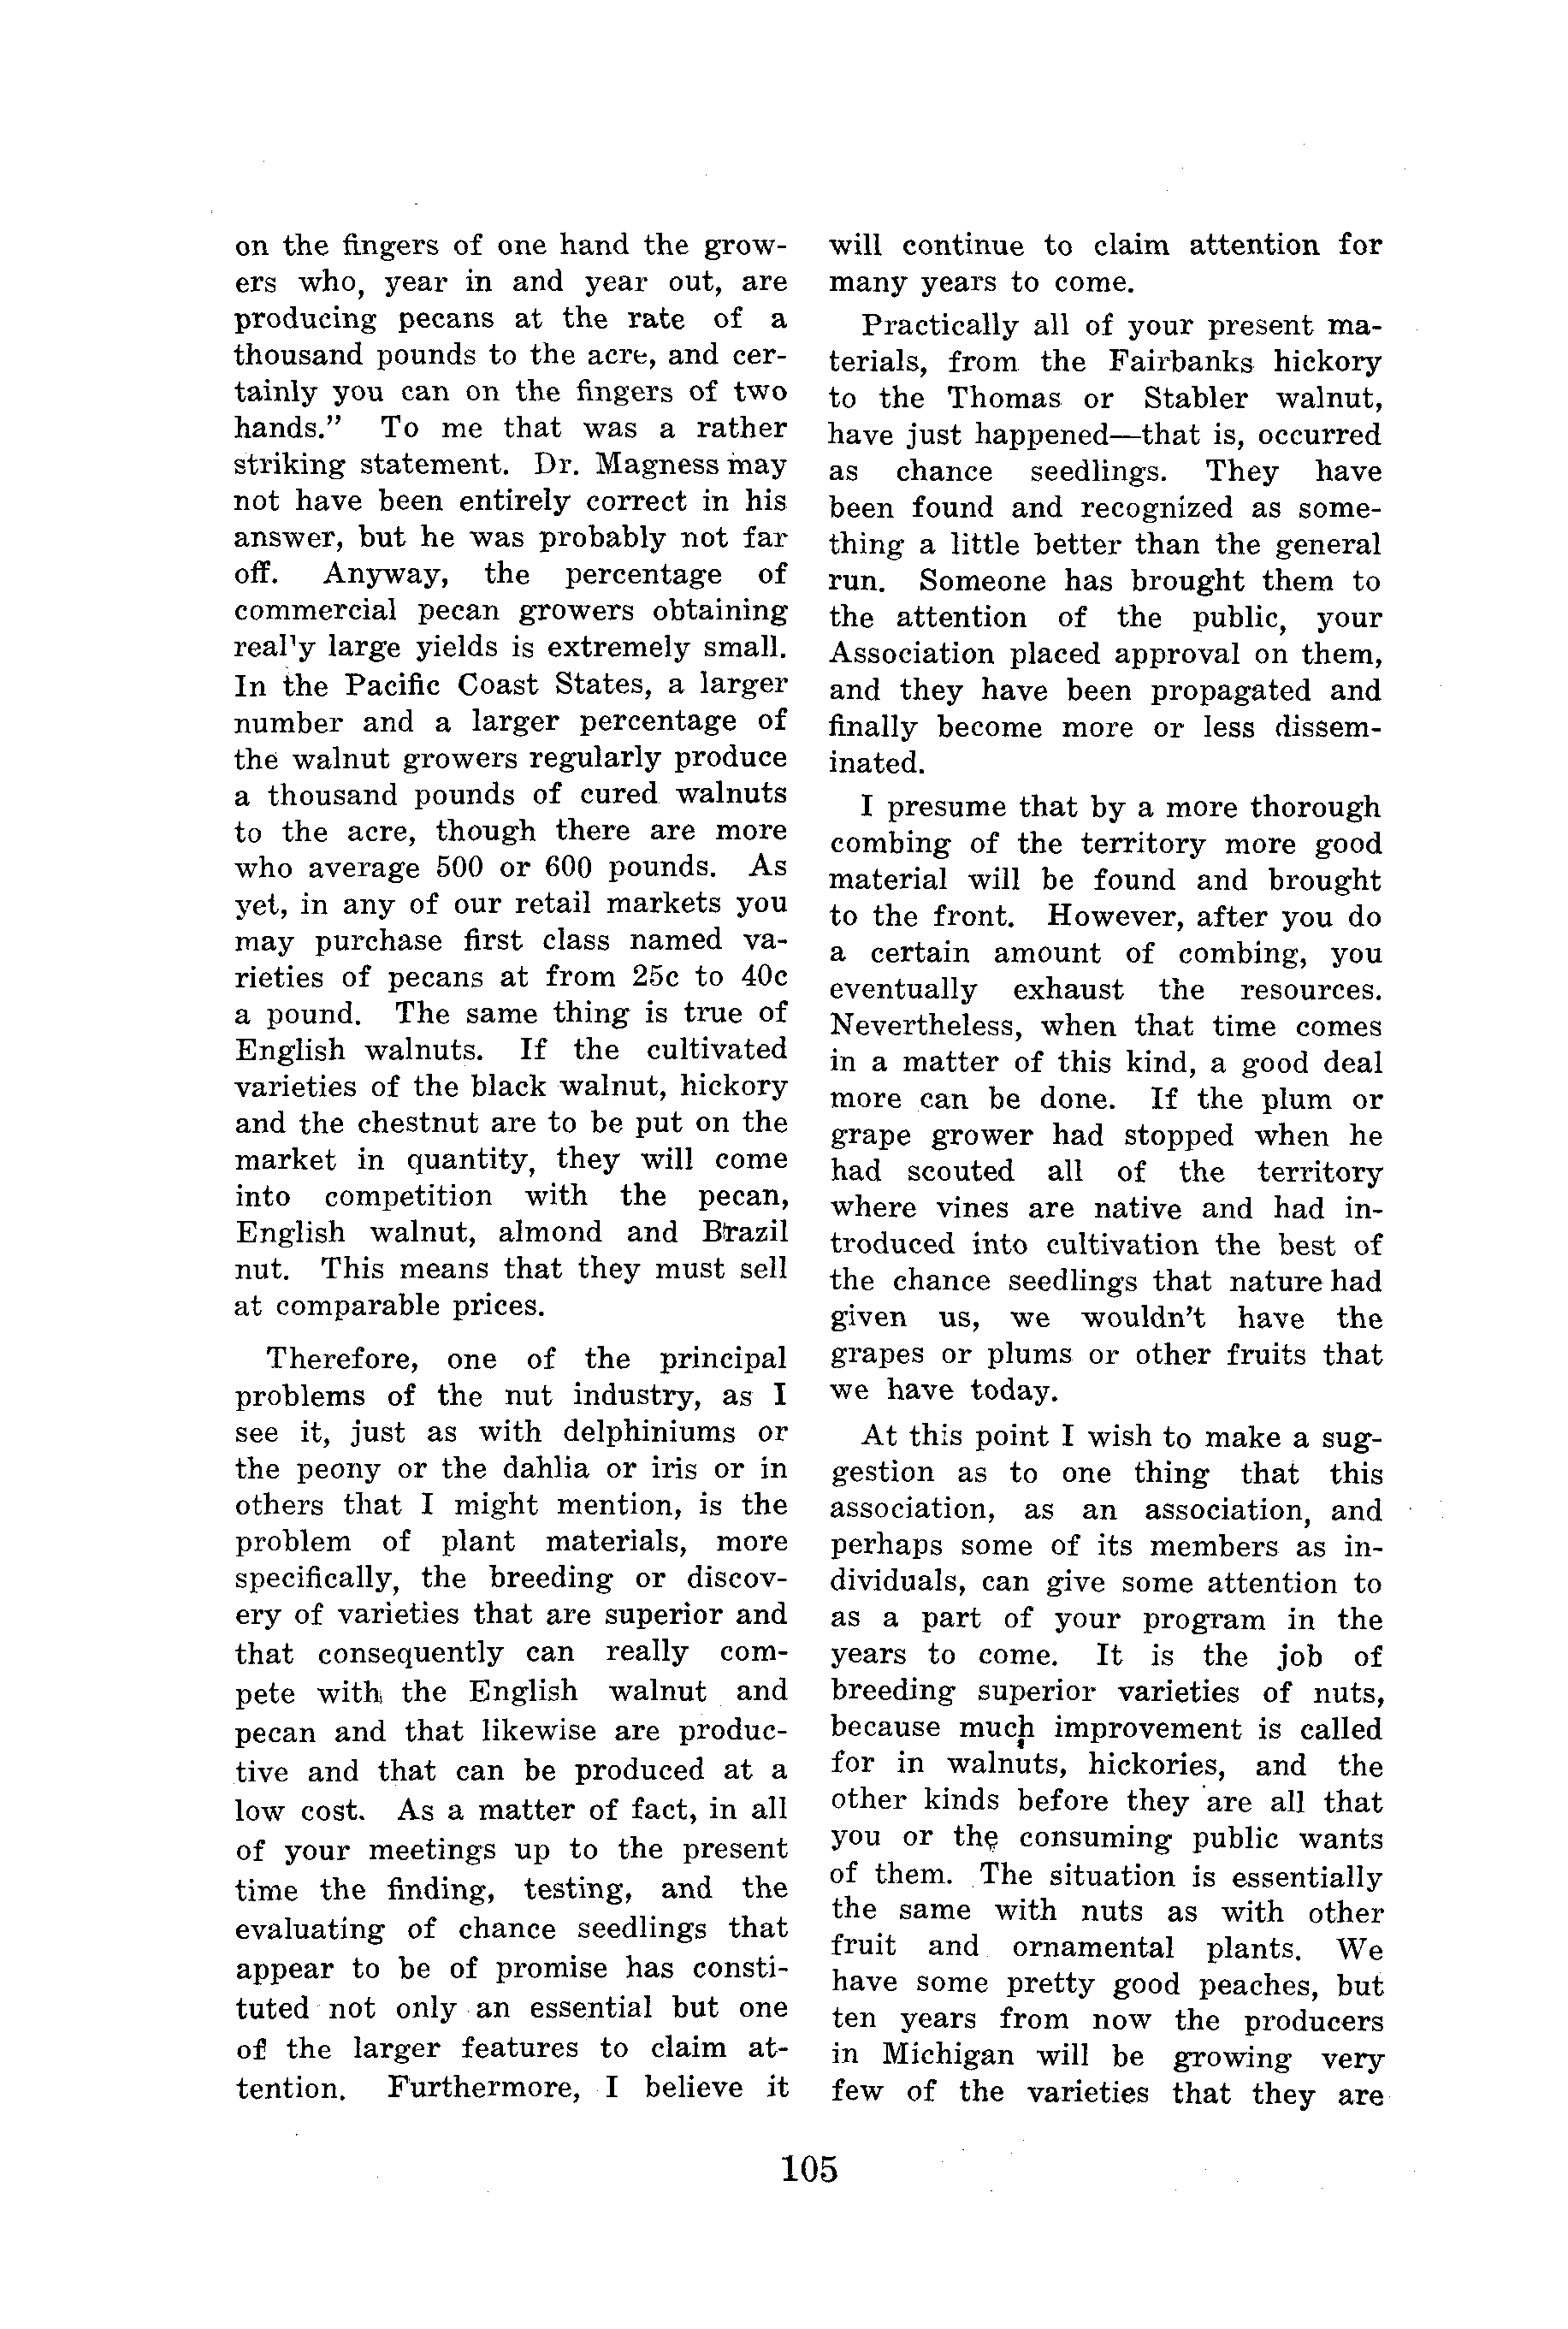 on the fingers of one hand the grow-
ers who, year in and year out, are
producing pecans at the rate of a
thousand pounds to the acre, and cer-
tainly you can on the fingers of two
hands." To me that was a rather
striking statement. Dr. Magness may
not have been entirely correct in his
answer, but he was probably not far
off. Anyway, the percentage of
commercial pecan growers obtaining
real'y large yields is extremely small.
In the Pacific Coast States, a larger
number and a larger percentage of
the walnut growers regularly produce
a thousand pounds of cured walnuts
to the acre, though there are more
who average 500 or 600 pounds. As
yet, in any of our retail markets you
may purchase first class named va-
rieties of pecans at from 25c to 40c
a pound. The same thing is true of
English walnuts. If the cultivated
varieties of the black walnut, hickory
and the chestnut are to be put on the
market in quantity, they will come
into competition with the pecan,
English walnut, almond and Brazil
nut. This means that they must sell
at comparable prices.
Therefore, one of the principal
problems of the nut industry, as I
see it, just as with delphiniums or
the peony or the dahlia or iris or in
others that I might mention, is the
problem of plant materials, more
specifically, the breeding or discov-
ery of varieties that are superior and
that consequently can really com-
pete with the English walnut and
pecan and that likewise are produc-
tive and that can be produced at a
low cost. As a matter of fact, in all
of your meetings up to the present
time the finding, testing, and the
evaluating of chance seedlings that
appear to be of promise has consti-
tuted not only an essential but one
of the larger features to claim at-
tention. Furthermore, I believe it
will continue to claim attention for
many years to come.
Practically all of your present ma-
terials, from the Fairbanks hickory
to the Thomas or Stabler walnut,
have just happened—that is, occurred
as chance seedlings. They have
been found and recognized as some-
thing a little better than the general
run. Someone has brought them to
the attention of the public, your
Association placed approval on them,
and they have been propagated and
finally become more or less dissem-
inated.
I presume that by a more thorough
combing of the territory more good
material will be found and brought
to the front. However, after you do
a certain amount of combing, you
eventually exhaust the resources.
Nevertheless, when that time comes
in a matter of this kind, a good deal
more can be done. If the plum or
grape grower had stopped when he
had scouted all of the territory
where vines are native and had in-
troduced into cultivation the best of
the chance seedlings that nature had
given us, we wouldn't have the
grapes or plums or other fruits that
we have today.
At this point I wish to make a sug-
gestion as to one thing that this
association, as an association, and
perhaps some of its members as in-
dividuals, can give some attention to
as a part of your program in the
years to come. It is the job of
breeding superior varieties of nuts,
because much improvement is called
for in walnuts, hickories, and the
other kinds before they are all that
you or the consuming public wants
of them. The situation is essentially
the same with nuts as with other
fruit and ornamental plants. We
have some pretty good peaches, but
ten years from now the producers
in Michigan will be growing very
few of the varieties that they are
105